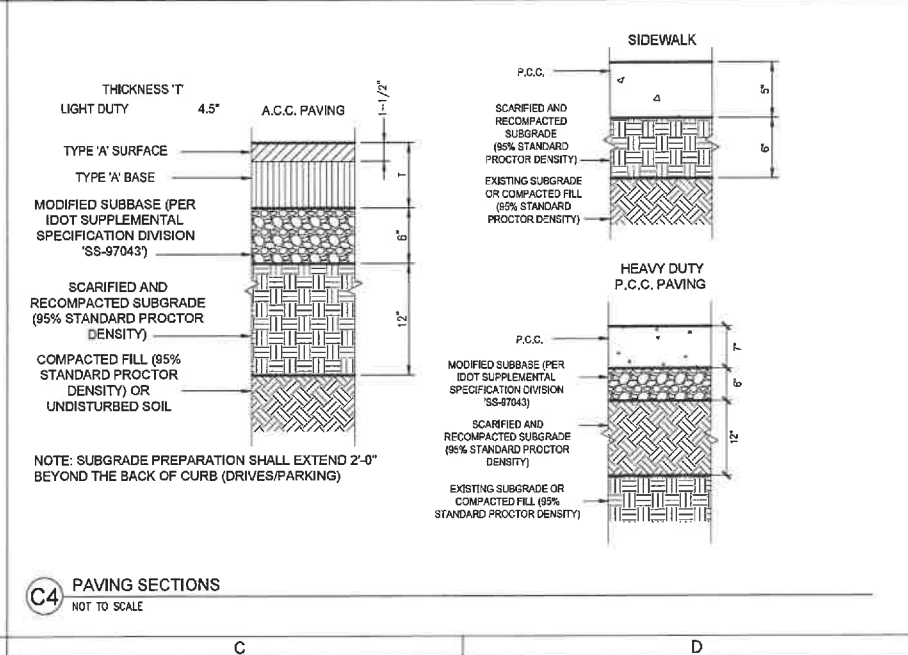 THICKNESS 'T'
LIGHT DUTY 4.5"
A.C.C. PAVING
1-1/2"
TYPE 'A' SURFACE
TYPE 'A' BASE
T
MODIFIED SUBBASE (PER
IDOT SUPPLEMENTAL
SPECIFICATION DIVISION
'SS-97043')
6"
SCARIFIED AND
RECOMPACTED SUBGRADE
(95% STANDARD PROCTOR
DENSITY)
12"
COMPACTED FILL (95%
STANDARD PROCTOR
DENSITY) OR
UNDISTURBED SOIL
NOTE: SUBGRADE PREPARATION SHALL EXTEND 2'-0"
BEYOND THE BACK OF CURB (DRIVES/PARKING)
SIDEWALK
P.C.C.
5"
SCARIFIED AND
RECOMPACTED
SUBGRADE
(95% STANDARD
PROCTOR DENSITY)
6"
EXISTING SUBGRADE
OR COMPACTED FILL
(95% STANDARD
PROCTOR DENSITY)
HEAVY DUTY
P.C.C. PAVING
P.C.C.
7"
MODIFIED SUBBASE (PER
IDOT SUPPLEMENTAL
SPECIFICATION DIVISION
'SS-97043)
6"
SCARIFIED AND
RECOMPACTED SUBGRADE
(95% STANDARD PROCTOR
DENSITY)
12"
EXISTING SUBGRADE OR
COMPACTED FILL (95%
STANDARD PROCTOR DENSITY)
C4 PAVING SECTIONS
NOT TO SCALE
C D